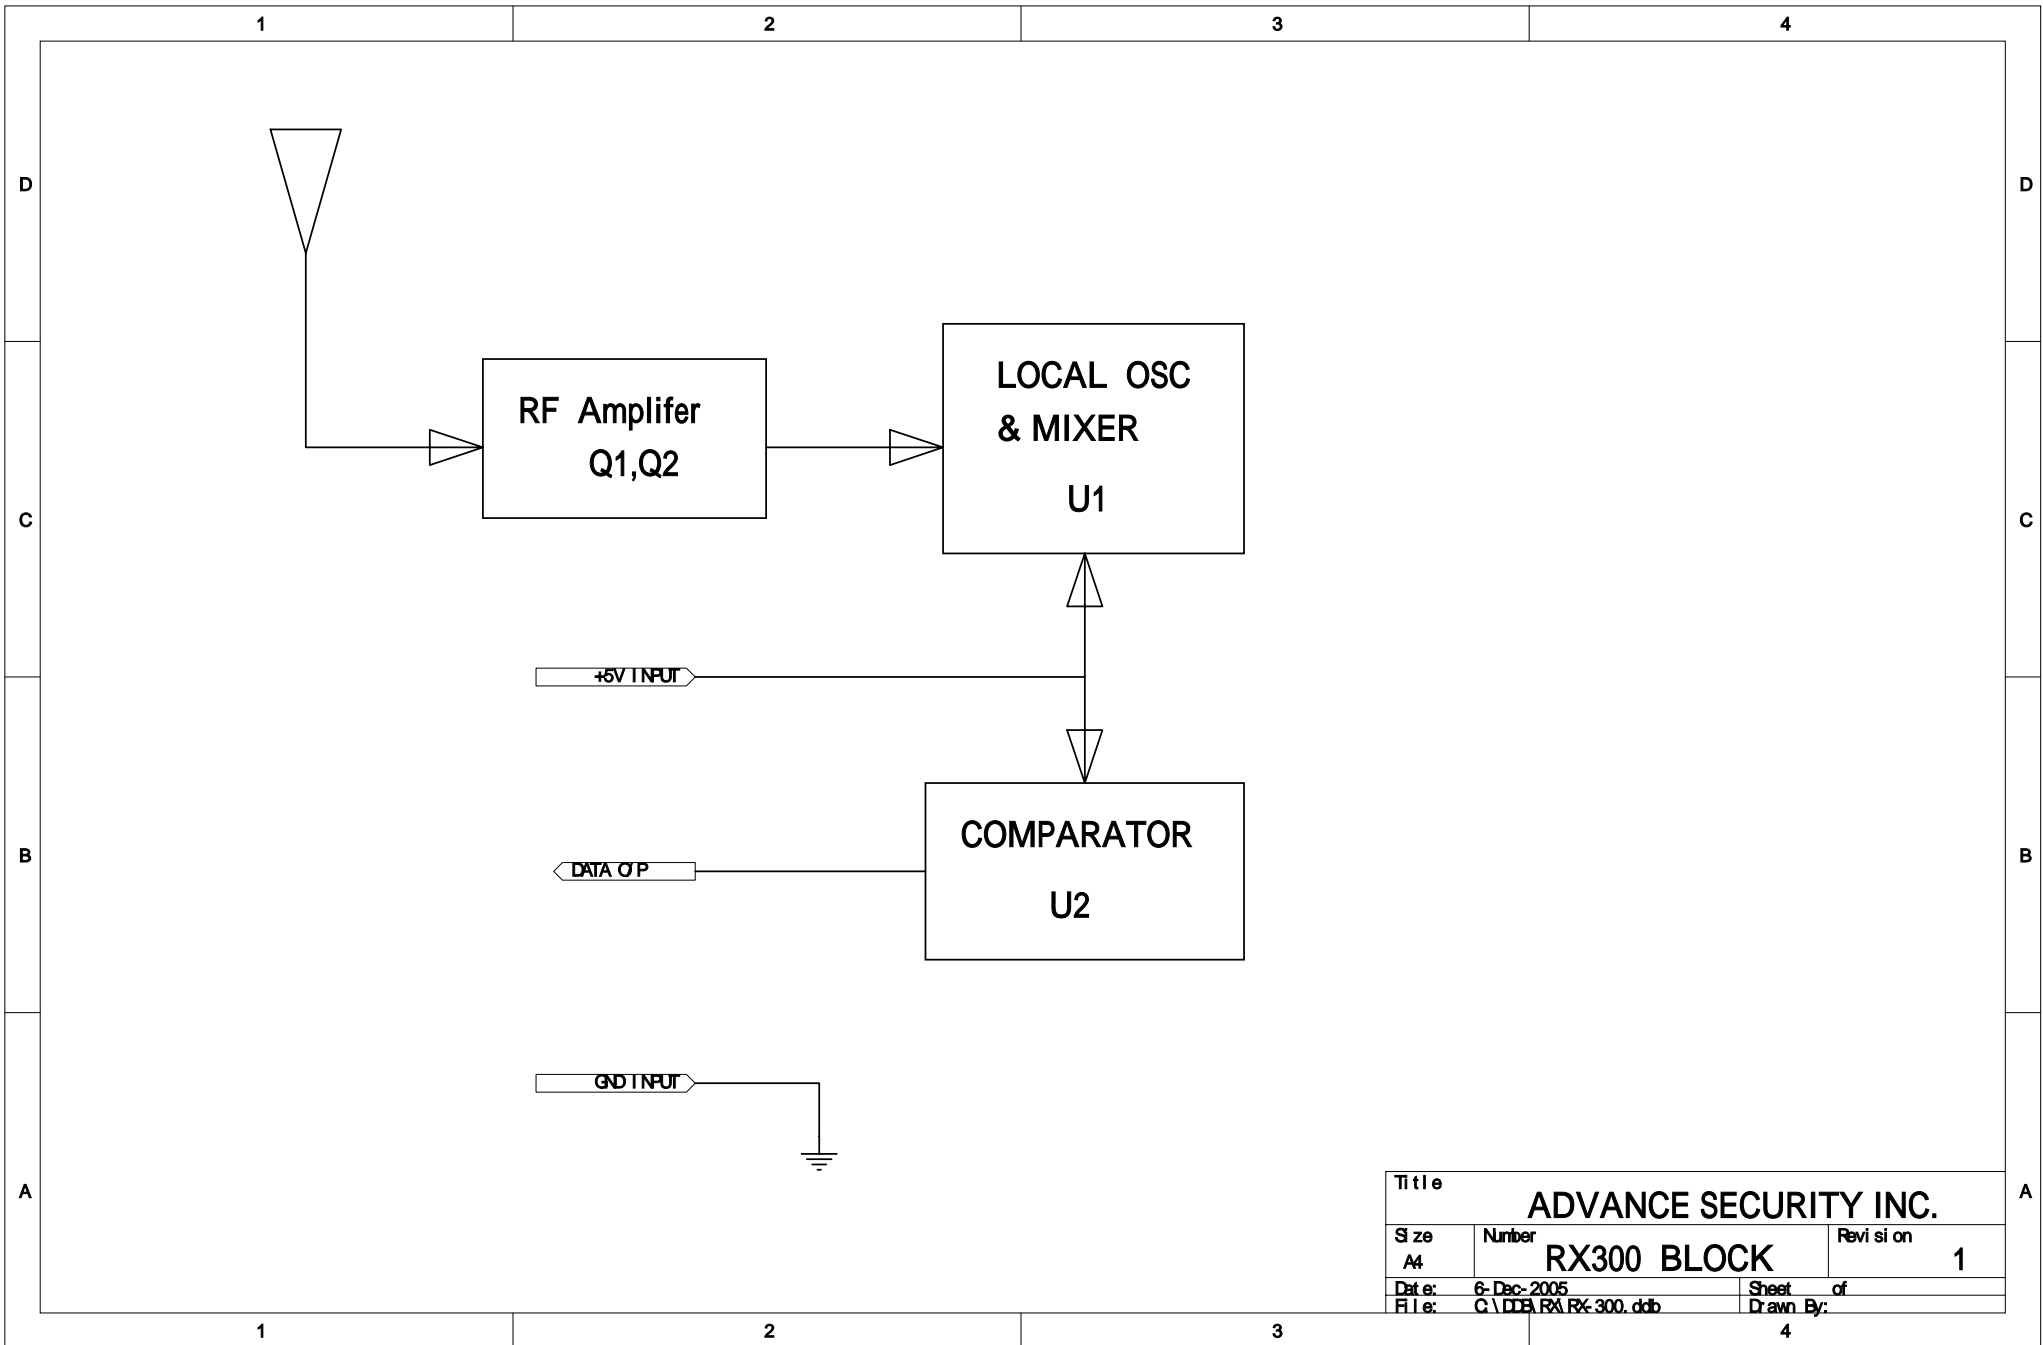 1 2 3 4
D D
RF Amplifer
Q1,Q2
LOCAL OSC
& MIXER
U1
C C
+5V INPUT
COMPARATOR
U2
B B
DATA O/P
GND INPUT
A A
Title
ADVANCE SECURITY INC.
Size Number Revision
A4 RX300 BLOCK 1
Date: 6-Dec-2005 Sheet of
File: C:\DDB\RX\RX-300.ddb Drawn By:
1 2 3 4